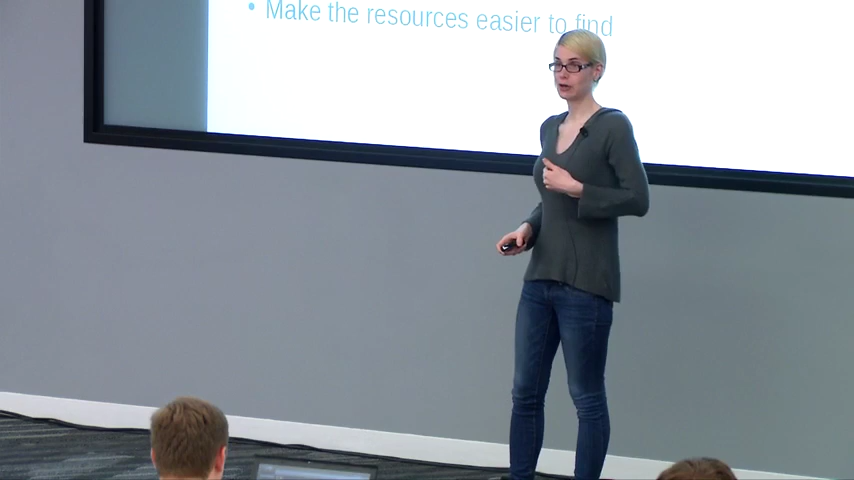 • Make the resources easier to find